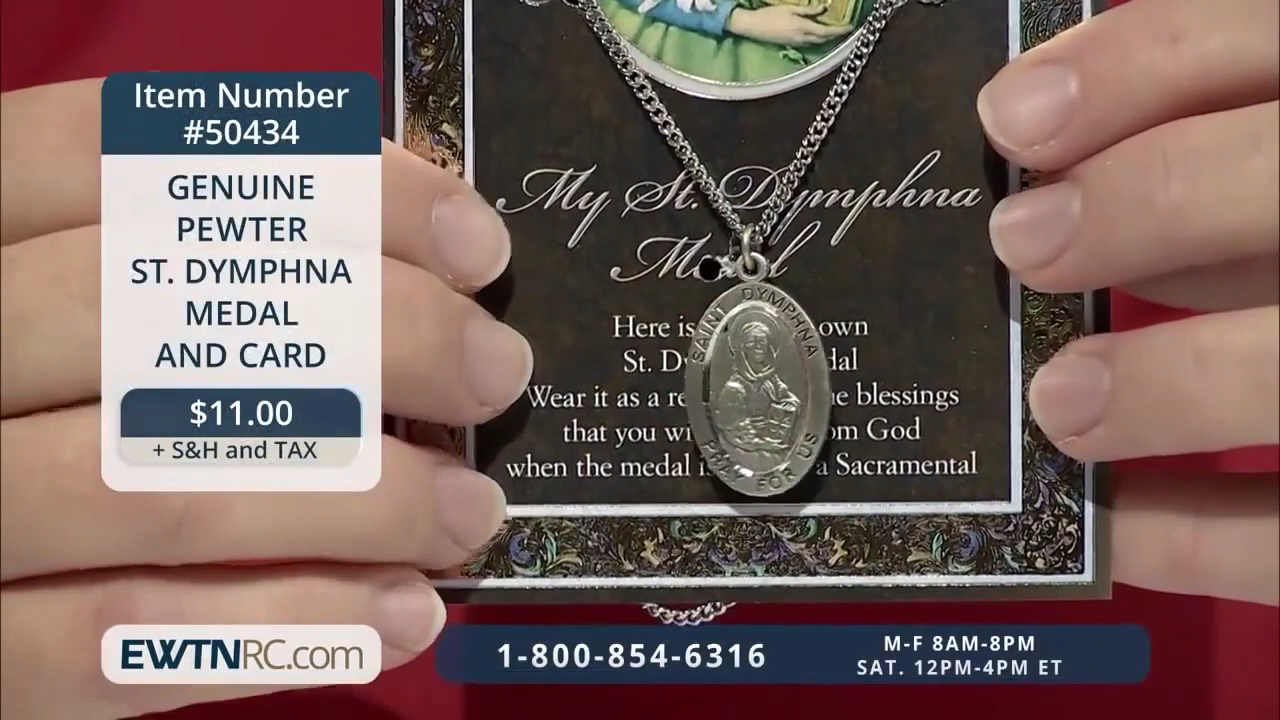 Item Number
#50434
GENUINE
PEWTER
ST. DYMPHNA
MEDAL
AND CARD
$11.00
+ S&H and TAX
My St. Dymphna
Medal
Here is own
St.
Wear it as a blessings
that you God
when the medal a Sacramental
SAINT DYMPHNA
FOR US
EWTNRC.com
1-800-854-6316
M-F 8AM-8PM
SAT. 12PM-4PM ET